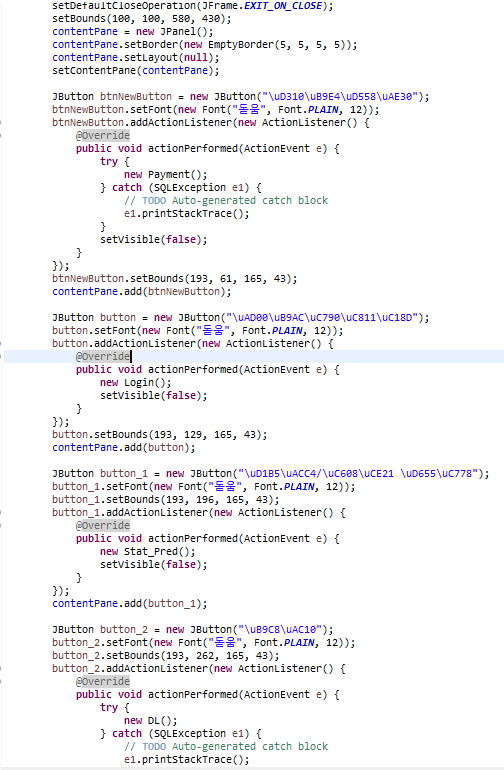 setDefaultCloseOperation(JFrame.EXIT_ON_CLOSE);
setBounds(100, 100, 580, 430);
contentPane = new JPanel();
contentPane.setBorder(new EmptyBorder(5, 5, 5, 5));
contentPane.setLayout(null);
setContentPane(contentPane);

JButton btnNewButton = new JButton("\uD310\uB9E4\uD558\uAE30");
btnNewButton.setFont(new Font("돋움", Font.PLAIN, 12));
btnNewButton.addActionListener(new ActionListener() {
    @Override
    public void actionPerformed(ActionEvent e) {
        try {
            new Payment();
        } catch (SQLException e1) {
            // TODO Auto-generated catch block
            e1.printStackTrace();
        }
        setVisible(false);
    }
});
btnNewButton.setBounds(193, 61, 165, 43);
contentPane.add(btnNewButton);

JButton button = new JButton("\uAD00\uB9AC\uC790\uC811\uC18D");
button.setFont(new Font("돋움", Font.PLAIN, 12));
button.addActionListener(new ActionListener() {
    @Override
    public void actionPerformed(ActionEvent e) {
        new Login();
        setVisible(false);
    }
});
button.setBounds(193, 129, 165, 43);
contentPane.add(button);

JButton button_1 = new JButton("\uD1B5\uACC4/\uC608\uCE21 \uD655\uC778");
button_1.setFont(new Font("돋움", Font.PLAIN, 12));
button_1.setBounds(193, 196, 165, 43);
button_1.addActionListener(new ActionListener() {
    @Override
    public void actionPerformed(ActionEvent e) {
        new Stat_Pred();
        setVisible(false);
    }
});
contentPane.add(button_1);

JButton button_2 = new JButton("\uB9C8\uAC10");
button_2.setFont(new Font("돋움", Font.PLAIN, 12));
button_2.setBounds(193, 262, 165, 43);
button_2.addActionListener(new ActionListener() {
    @Override
    public void actionPerformed(ActionEvent e) {
        try {
            new DL();
        } catch (SQLException e1) {
            // TODO Auto-generated catch block
            e1.printStackTrace();